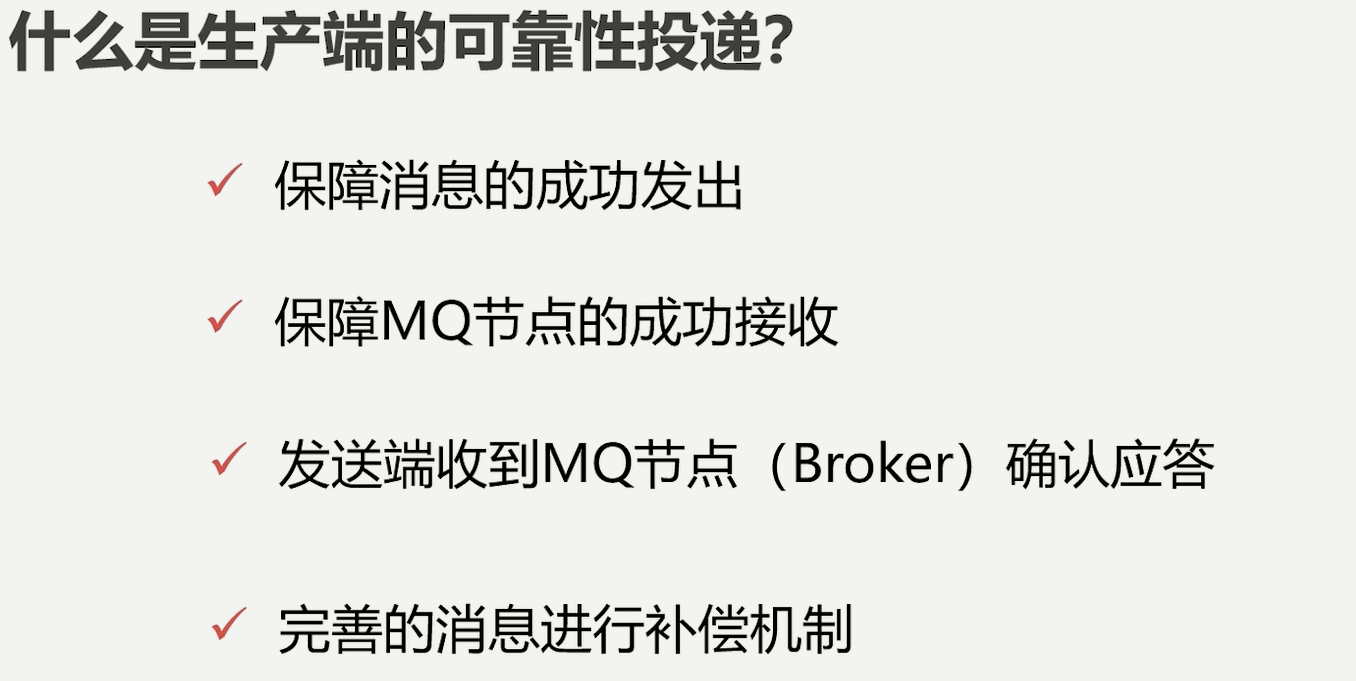 什么是生产端的可靠性投递?
保障消息的成功发出
保障MQ节点的成功接收
发送端收到MQ节点（Broker）确认应答
完善的消息进行补偿机制